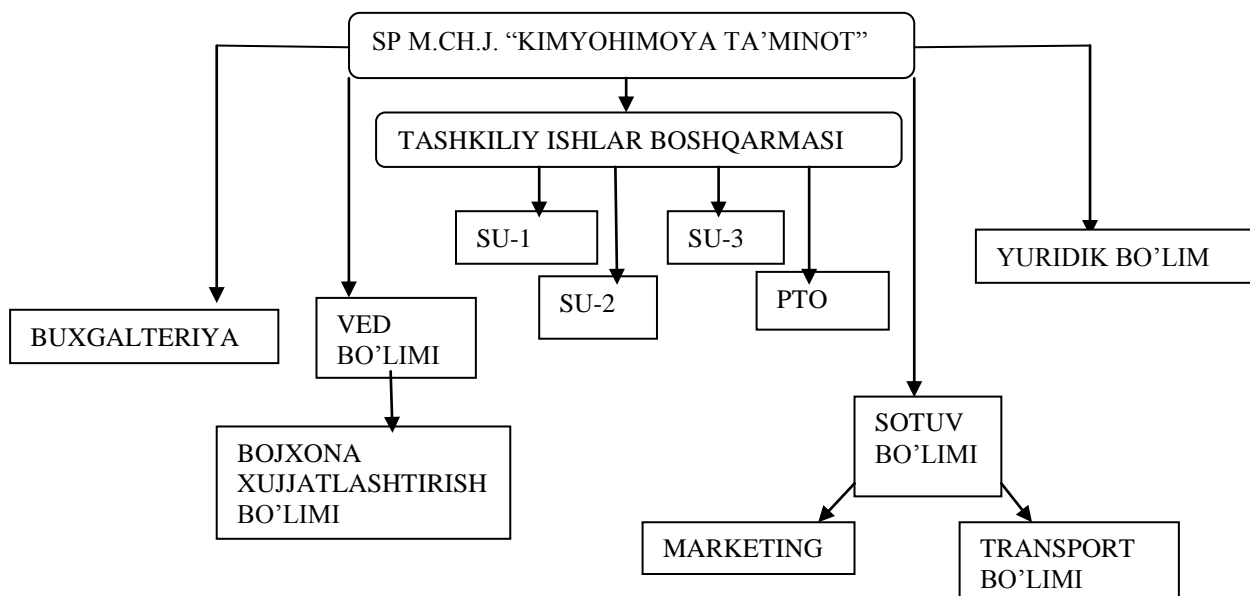 SP M.CH.J. “KIMYOHIMOYA TA’MINOT”
TASHKILIY ISHLAR BOSHQARMASI
SU-1
SU-3
YURIDIK BO’LIM
SU-2
PTO
BUXGALTERIYA
VED
BO’LIMI
SOTUV
BO’LIMI
BOJXONA
XUJJATLASHTIRISH
BO’LIMI
MARKETING
TRANSPORT
BO’LIMI